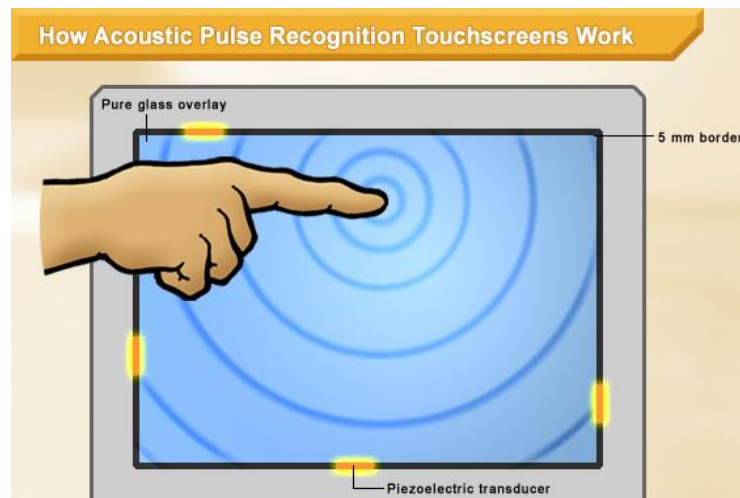 How Acoustic Pulse Recognition Touchscreens Work
Pure glass overlay
5 mm border
Piezoelectric transducer